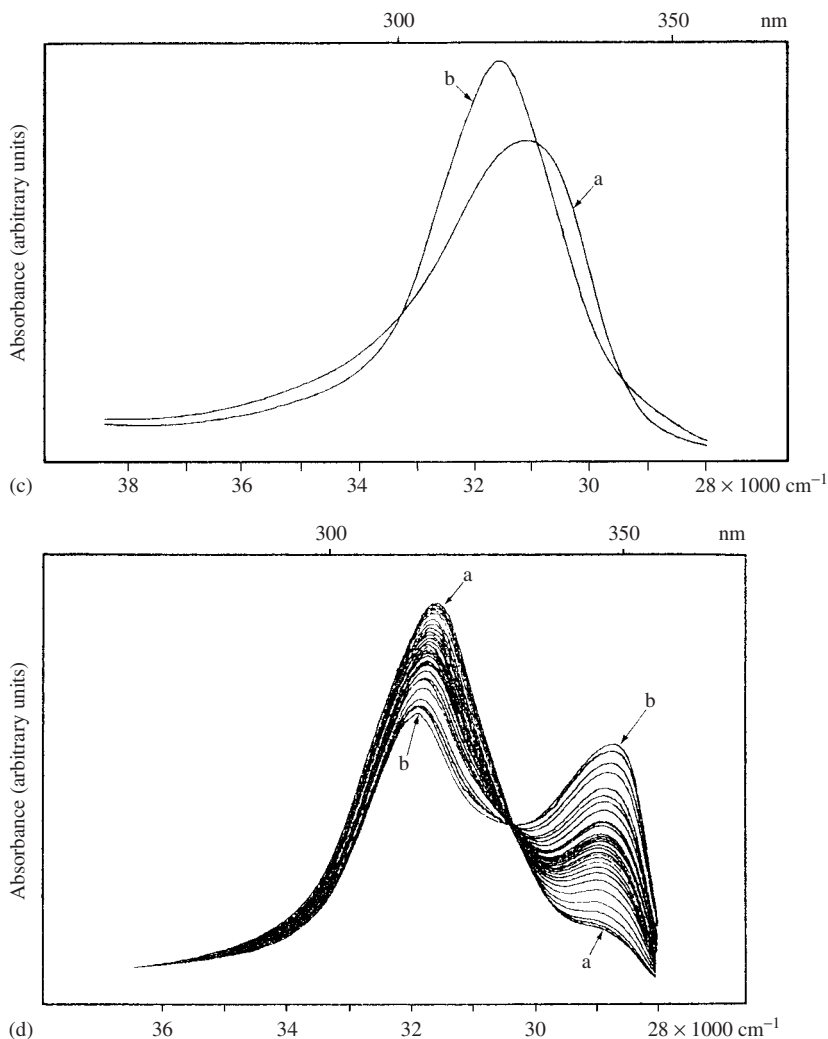 300 350 nm
b
a
Absorbance (arbitrary units)
(c) 38 36 34 32 30 28 × 1000 cm⁻¹
300 350 nm
a
b
b
a
Absorbance (arbitrary units)
(d) 36 34 32 30 28 × 1000 cm⁻¹